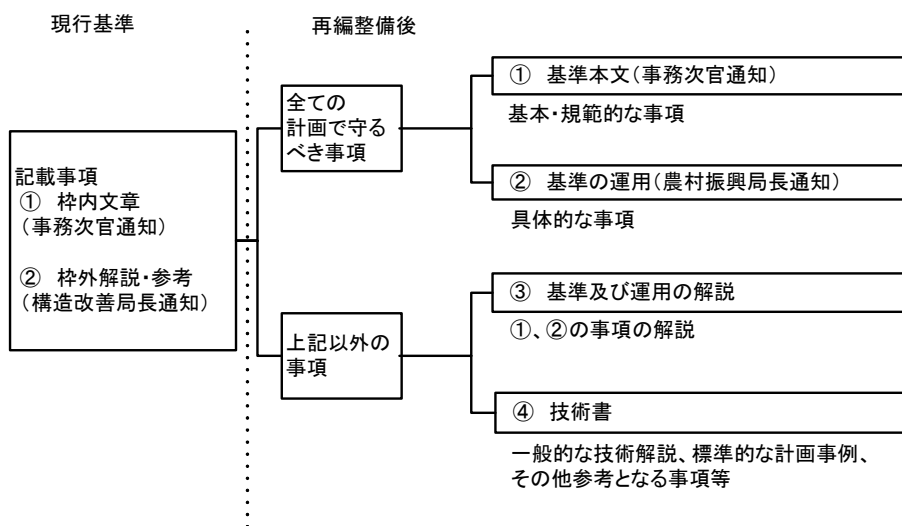 現行基準
再編整備後
記載事項
① 枠内文章
(事務次官通知)
② 枠外解説・参考
(構造改善局長通知)
全ての
計画で守る
べき事項
① 基準本文(事務次官通知)
基本・規範的な事項
② 基準の運用(農村振興局長通知)
具体的な事項
上記以外の
事項
③ 基準及び運用の解説
①、②の事項の解説
④ 技術書
一般的な技術解説、標準的な計画事例、
その他参考となる事項等